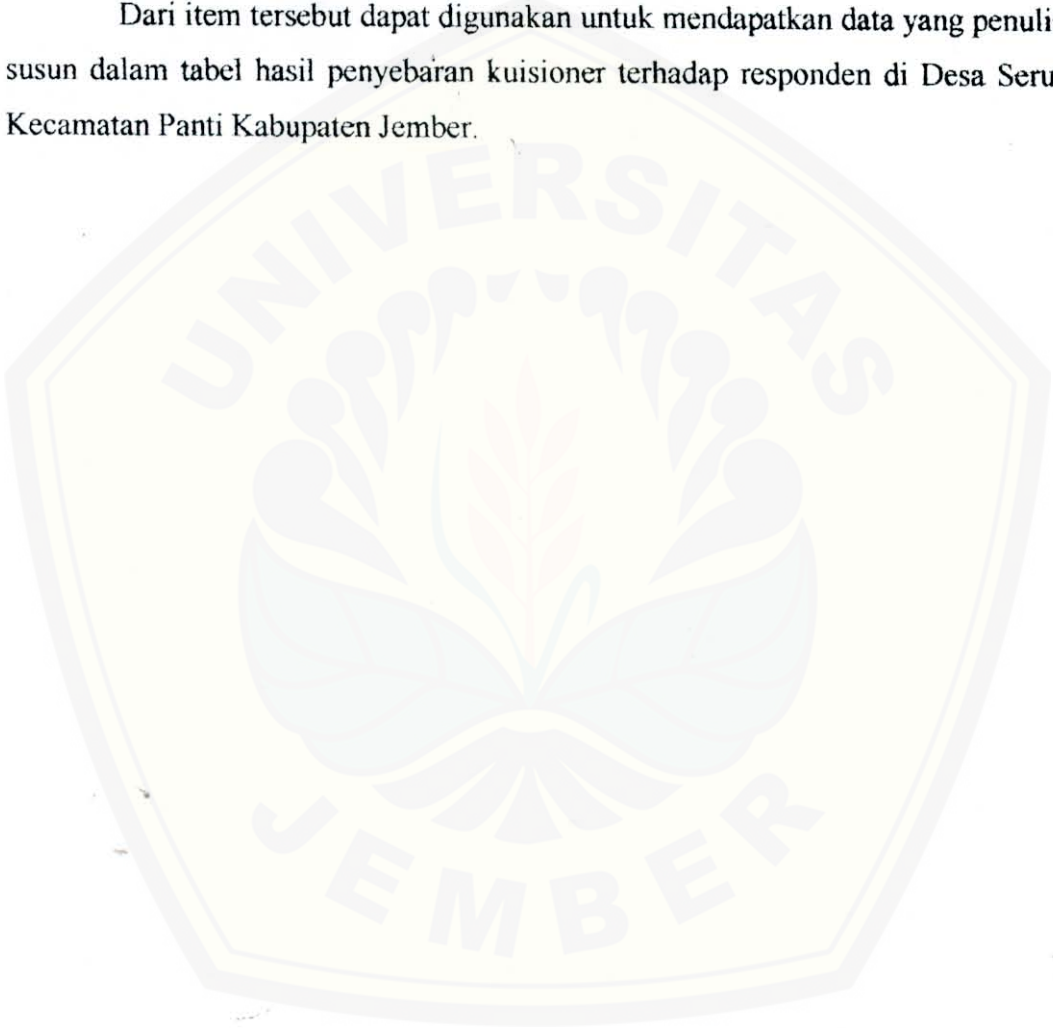 Dari item tersebut dapat digunakan untuk mendapatkan data yang penuli
susun dalam tabel hasil penyebaran kuisioner terhadap responden di Desa Seru
Kecamatan Panti Kabupaten Jember.
UNIVERSITAS
JEMBER